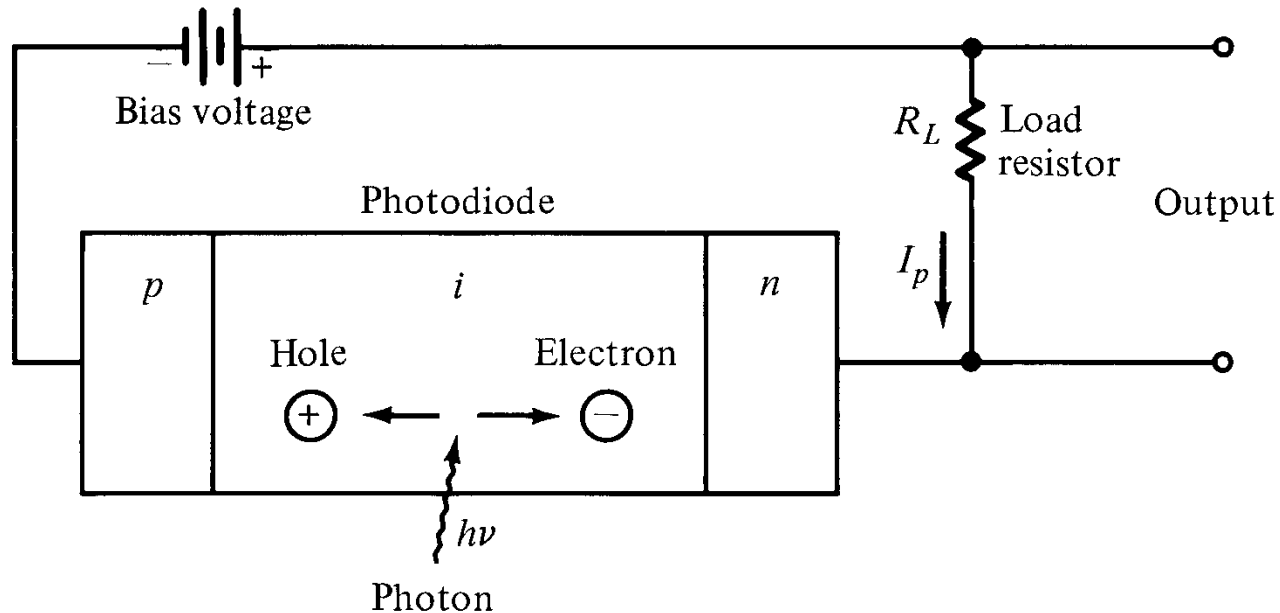 − +
Bias voltage
R_L Load
resistor
Output
Photodiode
p i n
I_p
Hole Electron
+ −
hν
Photon